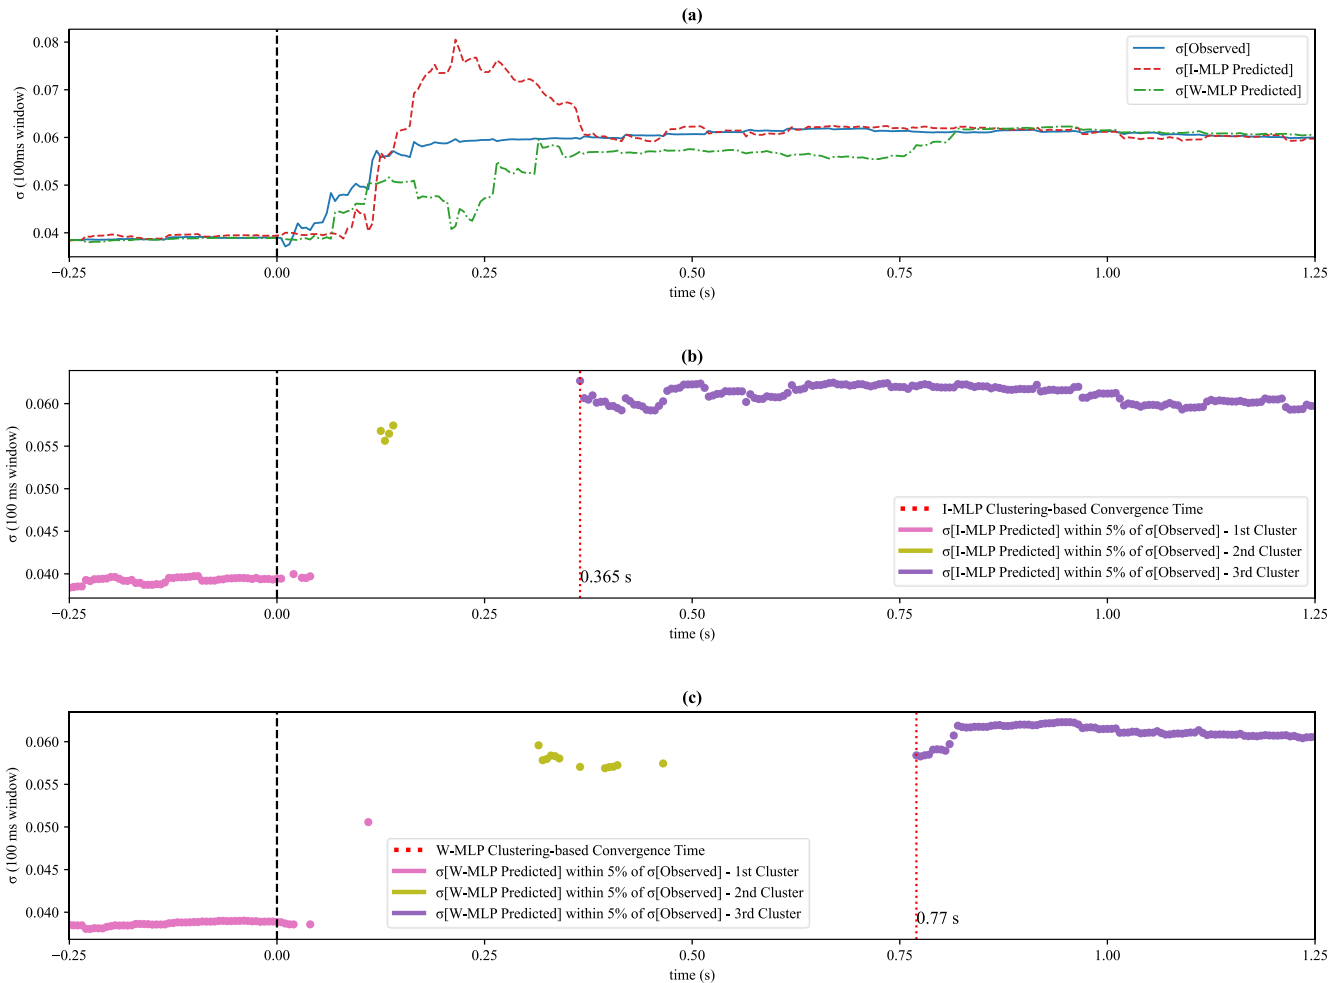 (a)
σ (100ms window)
0.08
0.07
0.06
0.05
0.04
σ[Observed]
σ[I-MLP Predicted]
σ[W-MLP Predicted]
−0.25
0.00
0.25
0.50
0.75
1.00
1.25
time (s)
(b)
σ (100 ms window)
0.060
0.055
0.050
0.045
0.040
0.365 s
I-MLP Clustering-based Convergence Time
σ[I-MLP Predicted] within 5% of σ[Observed] - 1st Cluster
σ[I-MLP Predicted] within 5% of σ[Observed] - 2nd Cluster
σ[I-MLP Predicted] within 5% of σ[Observed] - 3rd Cluster
−0.25
0.00
0.25
0.50
0.75
1.00
1.25
time (s)
(c)
σ (100 ms window)
0.060
0.055
0.050
0.045
0.040
W-MLP Clustering-based Convergence Time
σ[W-MLP Predicted] within 5% of σ[Observed] - 1st Cluster
σ[W-MLP Predicted] within 5% of σ[Observed] - 2nd Cluster
σ[W-MLP Predicted] within 5% of σ[Observed] - 3rd Cluster
0.77 s
−0.25
0.00
0.25
0.50
0.75
1.00
1.25
time (s)